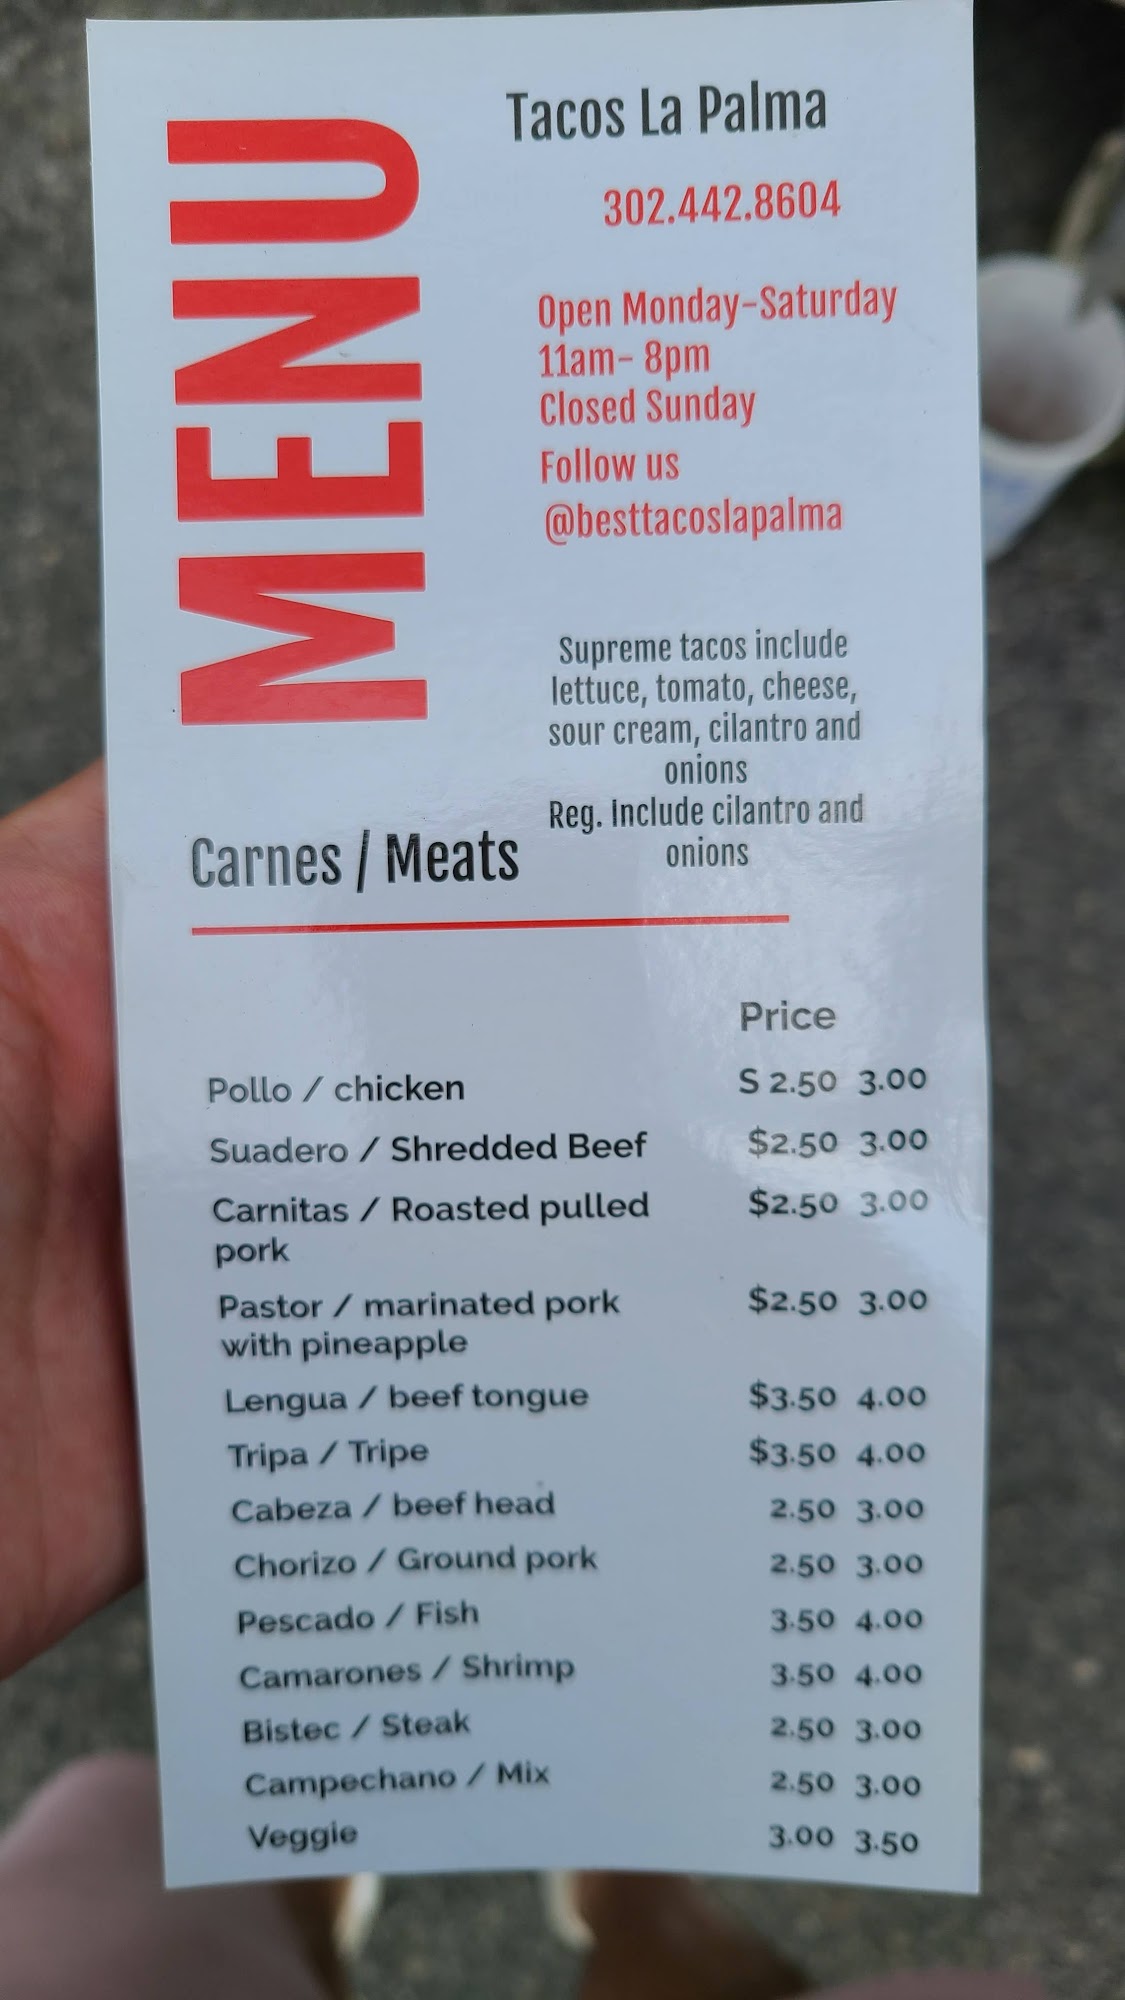 MENU
Tacos La Palma
302.442.8604
Open Monday-Saturday
11am- 8pm
Closed Sunday
Follow us
@besttacoslapalma
Supreme tacos include
lettuce, tomato, cheese,
sour cream, cilantro and
onions
Reg. Include cilantro and
onions
Carnes / Meats
Price
Pollo / chicken S 2.50 3.00
Suadero / Shredded Beef $2.50 3.00
Carnitas / Roasted pulled $2.50 3.00
pork
Pastor / marinated pork $2.50 3.00
with pineapple
Lengua / beef tongue $3.50 4.00
Tripa / Tripe $3.50 4.00
Cabeza / beef head 2.50 3.00
Chorizo / Ground pork 2.50 3.00
Pescado / Fish 3.50 4.00
Camarones / Shrimp 3.50 4.00
Bistec / Steak 2.50 3.00
Campechano / Mix 2.50 3.00
Veggie 3.00 3.50